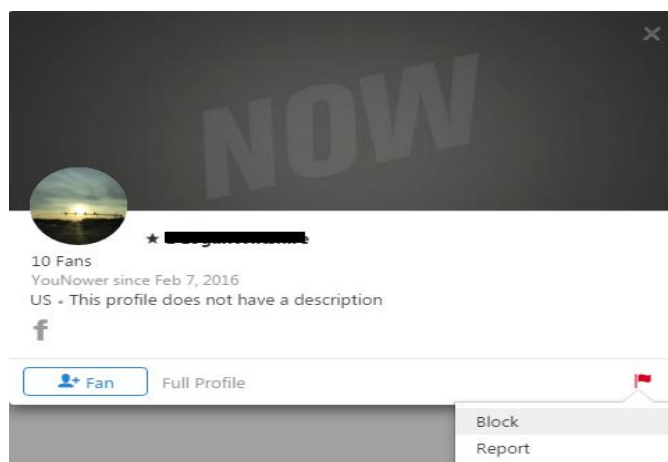 NOW
10 Fans
YouNower since Feb 7, 2016
US - This profile does not have a description
f
Fan Full Profile
Block
Report